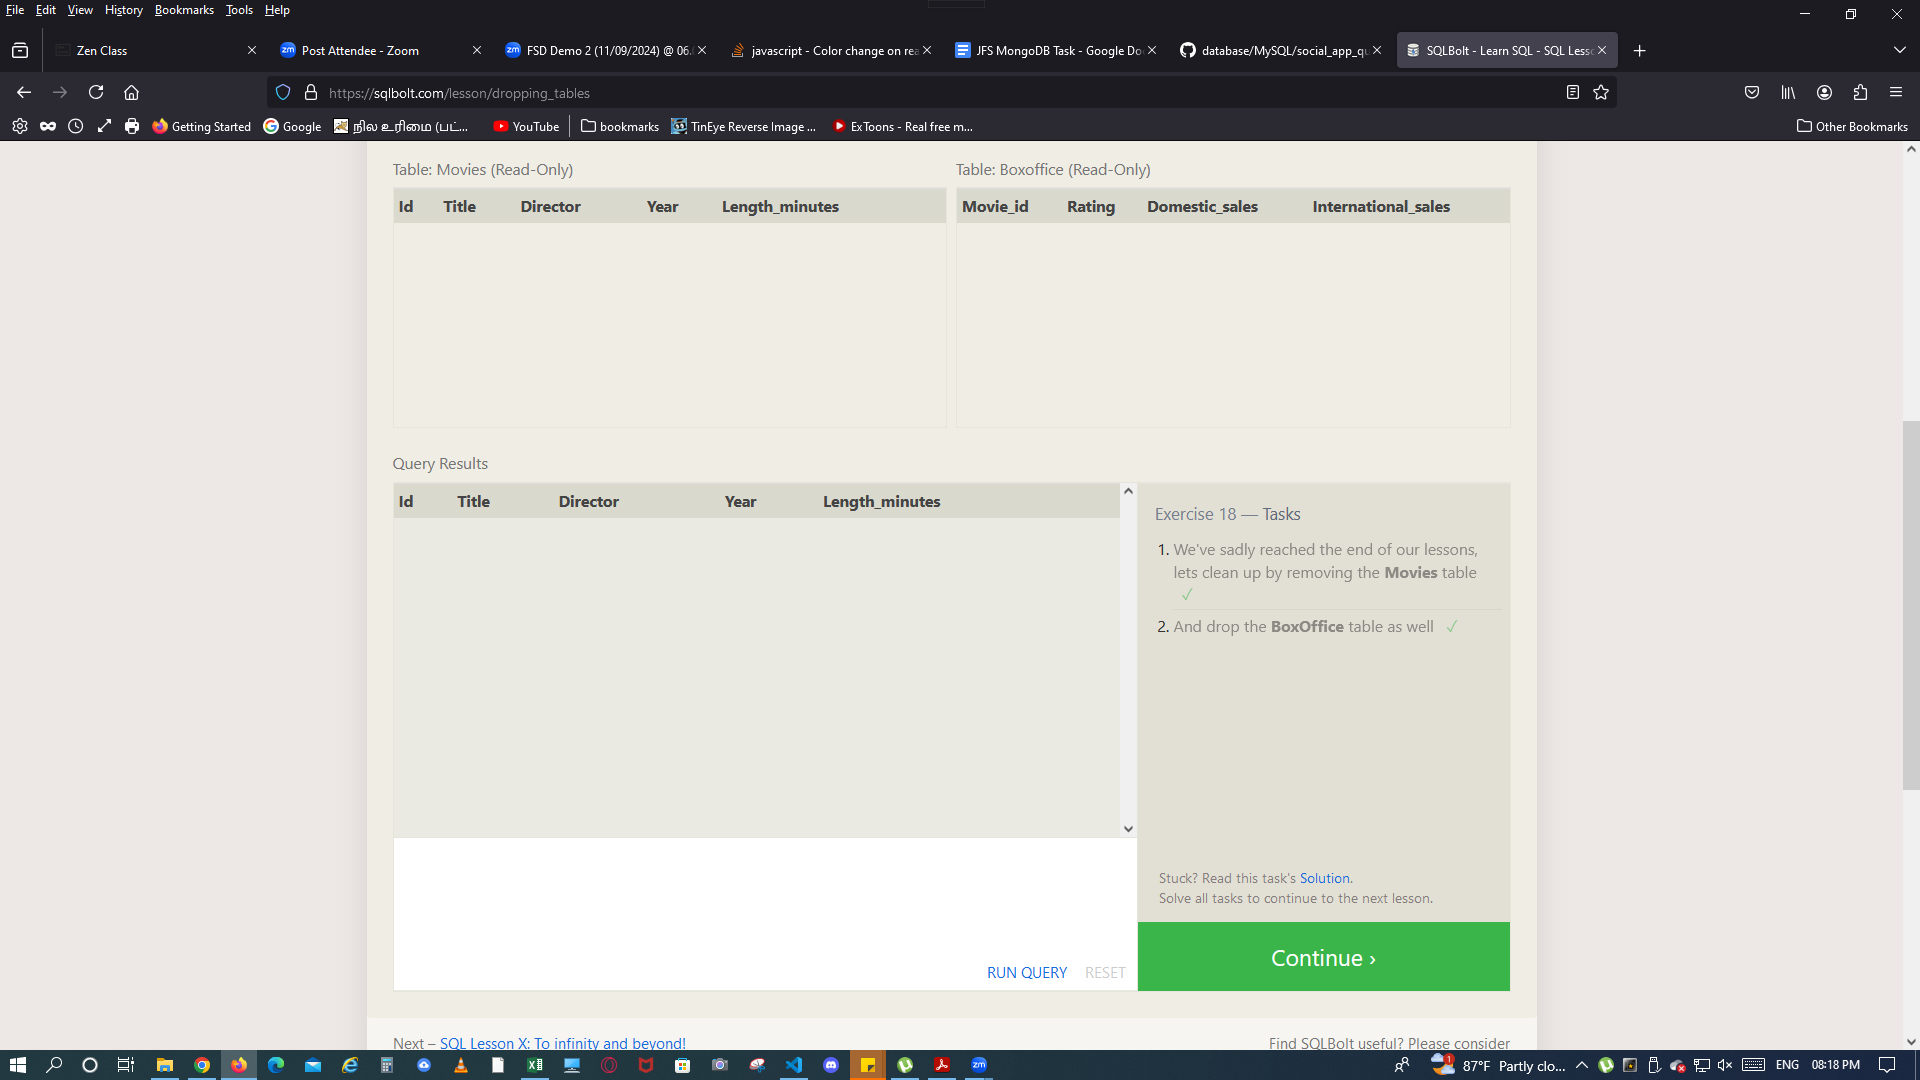 File Edit View History Bookmarks Tools Help
Zen Class
Post Attendee - Zoom
FSD Demo 2 (11/09/2024) @ 06.
javascript - Color change on rea
JFS MongoDB Task - Google Do
database/MySQL/social_app_qu
SQLBolt - Learn SQL - SQL Less
https://sqlbolt.com/lesson/dropping_tables
Getting Started
Google
நில உரிமை (பட்...
YouTube
bookmarks
TinEye Reverse Image ...
ExToons - Real free m...
Other Bookmarks
Table: Movies (Read-Only)
Table: Boxoffice (Read-Only)
Id Title Director Year Length_minutes
Movie_id Rating Domestic_sales International_sales
Query Results
Id Title Director Year Length_minutes
Exercise 18 — Tasks
1. We've sadly reached the end of our lessons,
lets clean up by removing the Movies table
✓
2. And drop the BoxOffice table as well ✓
Stuck? Read this task's Solution.
Solve all tasks to continue to the next lesson.
RUN QUERY RESET
Continue ›
Next – SQL Lesson X: To infinity and beyond!
Find SQLBolt useful? Please consider
87°F Partly clo...
ENG
08:18 PM